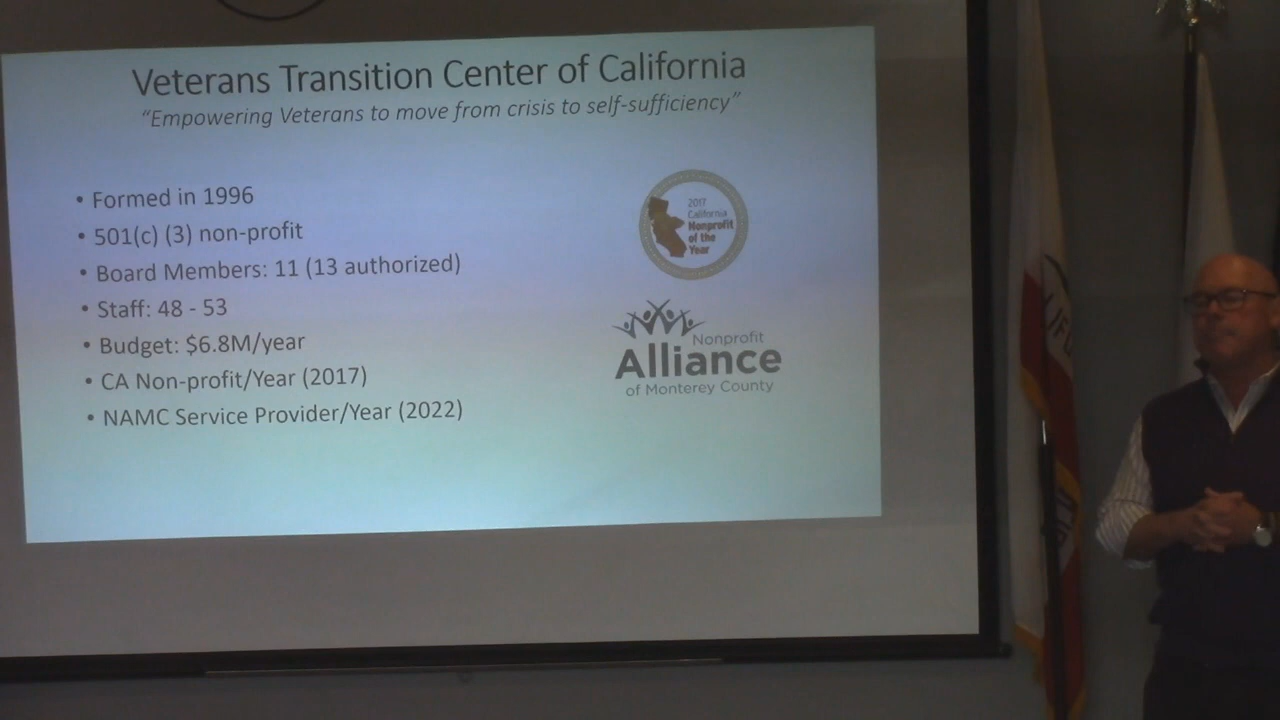 Veterans Transition Center of California
“Empowering Veterans to move from crisis to self-sufficiency”
• Formed in 1996
• 501(c) (3) non-profit
• Board Members: 11 (13 authorized)
• Staff: 48 - 53
• Budget: $6.8M/year
• CA Non-profit/Year (2017)
• NAMC Service Provider/Year (2022)
2017
California
Nonprofit
of the
Year
Nonprofit
Alliance
of Monterey County